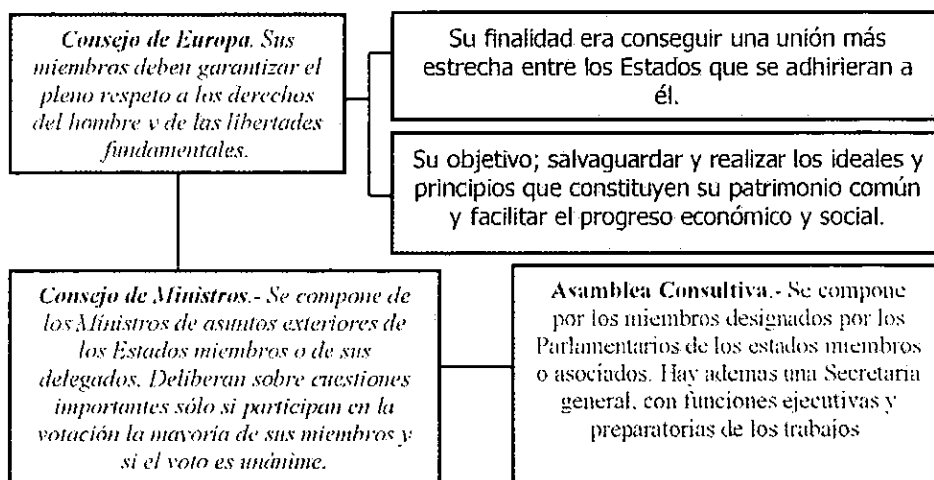 Consejo de Europa. Sus
miembros deben garantizar el
pleno respeto a los derechos
del hombre y de las libertades
fundamentales.
Su finalidad era conseguir una unión más
estrecha entre los Estados que se adhirieran a
él.
Su objetivo; salvaguardar y realizar los ideales y
principios que constituyen su patrimonio común
y facilitar el progreso económico y social.
Consejo de Ministros.- Se compone de
los Ministros de asuntos exteriores de
los Estados miembros o de sus
delegados. Deliberan sobre cuestiones
importantes sólo si participan en la
votación la mayoría de sus miembros y
si el voto es unánime.
Asamblea Consultiva.- Se compone
por los miembros designados por los
Parlamentarios de los estados miembros
o asociados. Hay ademas una Secretaria
general, con funciones ejecutivas y
preparatorias de los trabajos